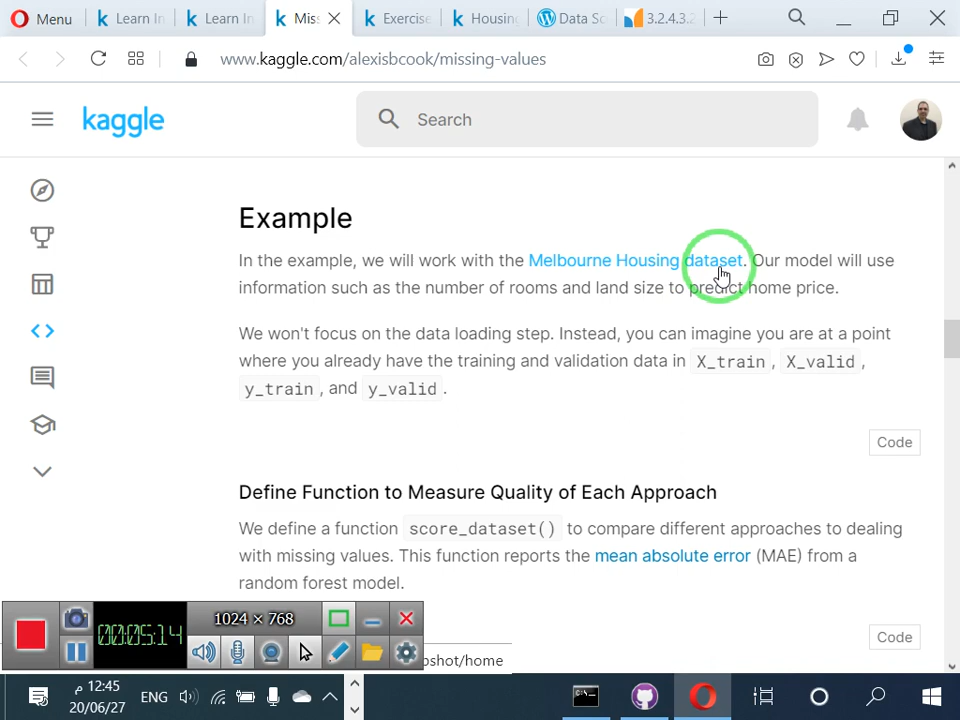 Menu
Learn In
Learn In
Mis
Exercise
Housing
Data Sc
3.2.4.3.2
www.kaggle.com/alexisbcook/missing-values
kaggle
Search
Example
In the example, we will work with the Melbourne Housing dataset. Our model will use
information such as the number of rooms and land size to predict home price.
We won't focus on the data loading step. Instead, you can imagine you are at a point
where you already have the training and validation data in X_train, X_valid,
y_train, and y_valid.
Code
Define Function to Measure Quality of Each Approach
We define a function score_dataset() to compare different approaches to dealing
with missing values. This function reports the mean absolute error (MAE) from a
random forest model.
1024 × 768
00:05:14
Code
pshot/home
12:45 م
ENG
20/06/27